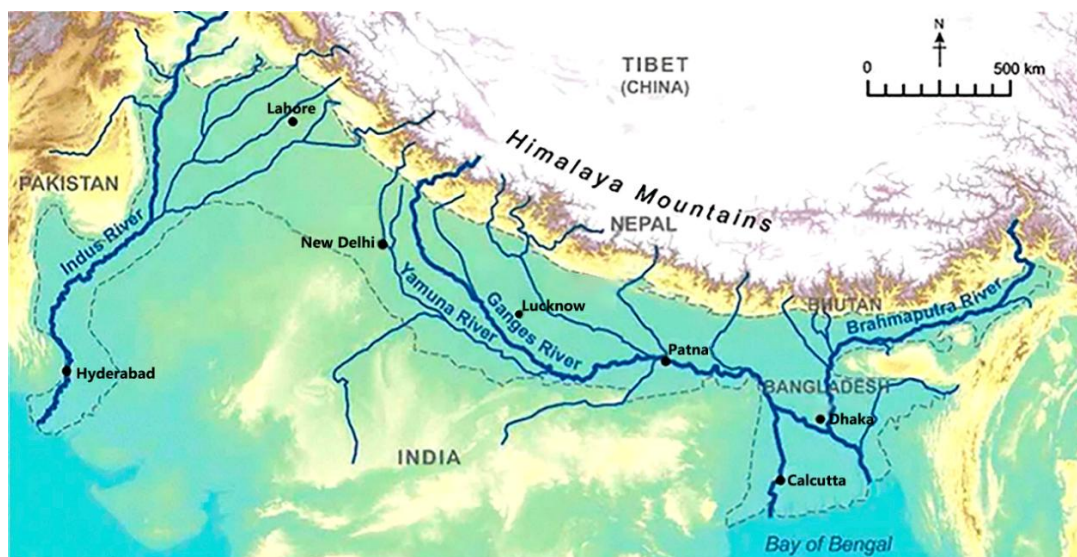 N
TIBET
(CHINA)
0 500 km
Lahore
Himalaya Mountains
PAKISTAN
NEPAL
Indus River
New Delhi
Yamuna River
Ganges River
Lucknow
BHUTAN
Brahmaputra River
Hyderabad
Patna
BANGLADESH
Dhaka
INDIA
Calcutta
Bay of Bengal